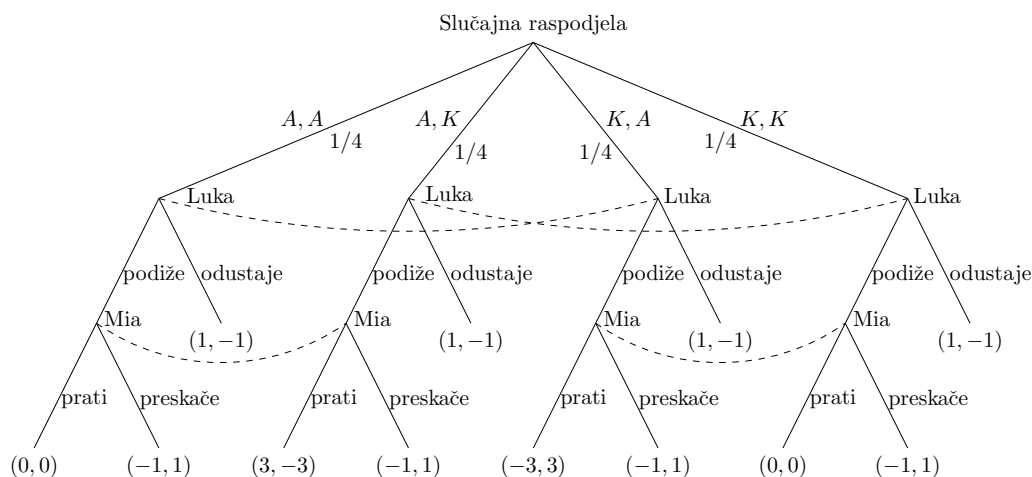 Slučajna raspodjela
A, A A, K K, A K, K
1/4 1/4 1/4 1/4
Luka Luka Luka Luka
podiže odustaje podiže odustaje podiže odustaje podiže odustaje
Mia Mia Mia Mia
(1, −1) (1, −1) (1, −1) (1, −1)
prati preskače prati preskače prati preskače prati preskače
(0, 0) (−1, 1) (3, −3) (−1, 1) (−3, 3) (−1, 1) (0, 0) (−1, 1)